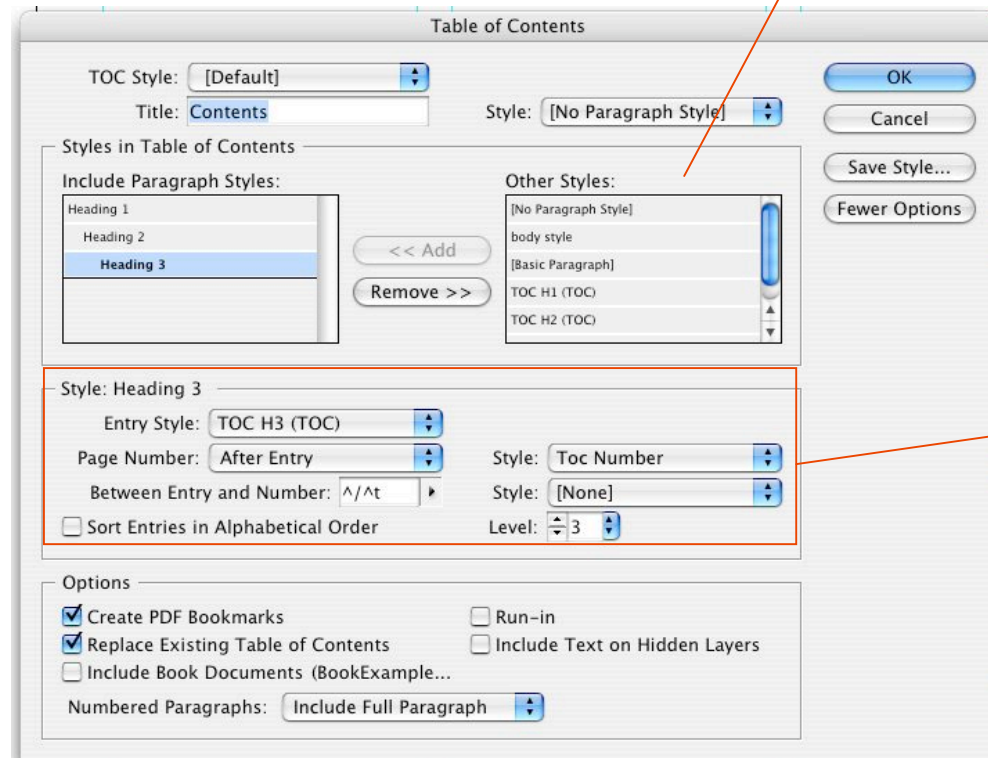 Table of Contents
TOC Style: [Default]
OK
Title: Contents
Style: [No Paragraph Style]
Cancel
Styles in Table of Contents
Save Style...
Include Paragraph Styles:
Other Styles:
Fewer Options
Heading 1
Heading 2
Heading 3
<< Add
Remove >>
[No Paragraph Style]
body style
[Basic Paragraph]
TOC H1 (TOC)
TOC H2 (TOC)
Style: Heading 3
Entry Style: TOC H3 (TOC)
Page Number: After Entry
Style: Toc Number
Between Entry and Number: ^/^t
Style: [None]
Sort Entries in Alphabetical Order
Level: 3
Options
Create PDF Bookmarks
Run-in
Replace Existing Table of Contents
Include Text on Hidden Layers
Include Book Documents (BookExample...
Numbered Paragraphs: Include Full Paragraph